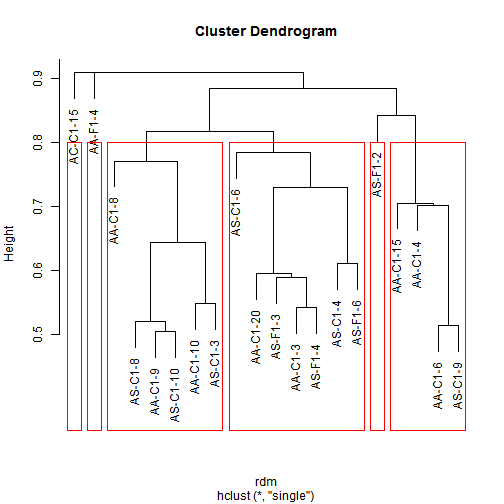 Cluster Dendrogram
Height
0.9
0.8
0.7
0.6
0.5
AC-C1-15
AA-F1-4
AA-C1-8
AS-C1-8
AA-C1-9
AS-C1-10
AA-C1-10
AS-C1-3
AS-C1-6
AA-C1-20
AS-F1-3
AA-C1-3
AS-F1-4
AS-C1-4
AS-F1-6
AS-F1-2
AA-C1-15
AA-C1-4
AA-C1-6
AS-C1-9
rdm
hclust (*, "single")